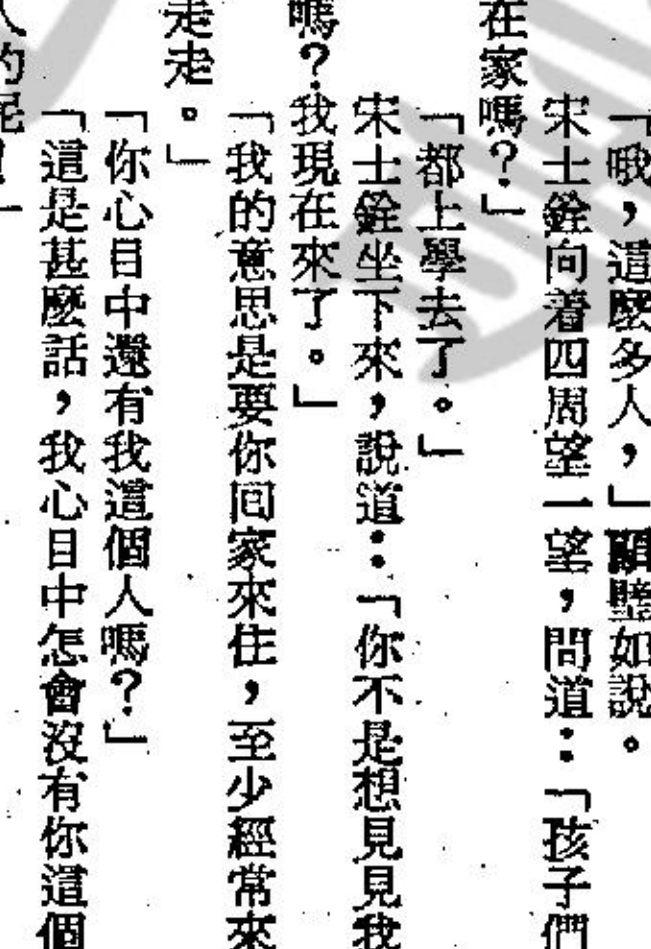 「哦，這麼多人，」顧璧如說。
宋士銓向着四周望一望，問道：「孩子們
在家嗎？」
「都上學去了。」
宋士銓坐下來，說道：「你不是想見見我
嗎？我現在來了。」
「我的意思是要你回家來住，至少經常來
走走。」
「你心目中還有我這個人嗎？」
「這是甚麼話，我心目中怎會沒有你這個
人的